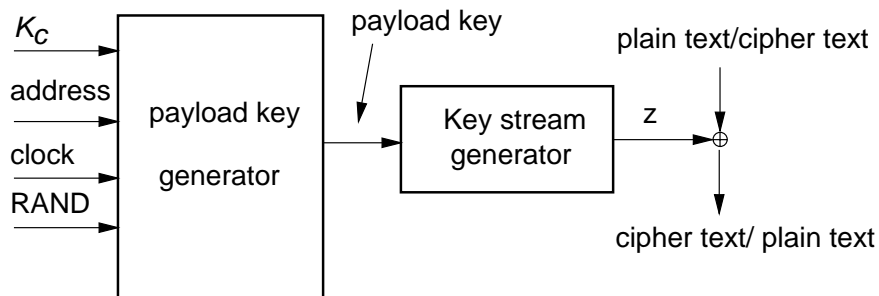 Kc
address
clock
RAND
payload key
generator
payload key
Key stream
generator
z
plain text/cipher text
cipher text/ plain text